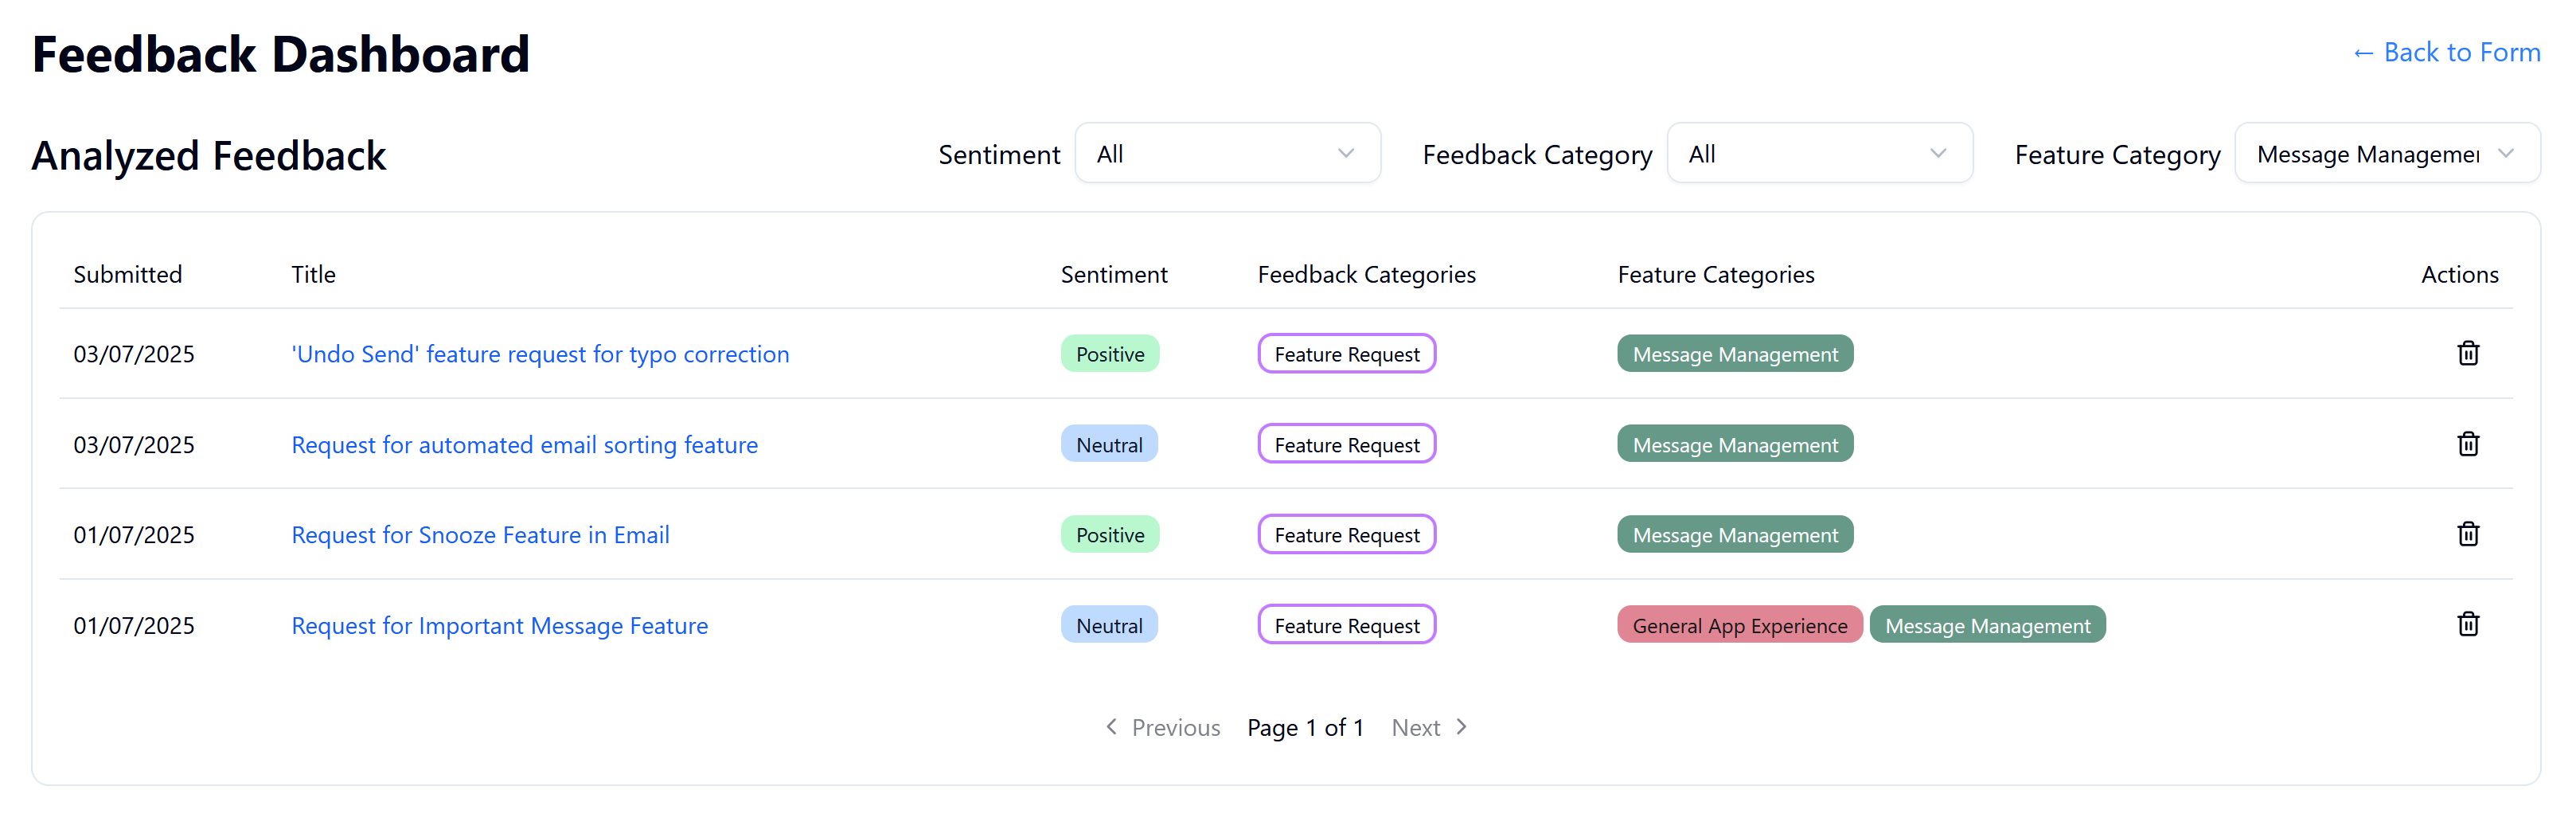 Feedback Dashboard
← Back to Form
Analyzed Feedback
Sentiment All Feedback Category All Feature Category Message Managemer
Submitted Title Sentiment Feedback Categories Feature Categories Actions
03/07/2025 'Undo Send' feature request for typo correction Positive Feature Request Message Management
03/07/2025 Request for automated email sorting feature Neutral Feature Request Message Management
01/07/2025 Request for Snooze Feature in Email Positive Feature Request Message Management
01/07/2025 Request for Important Message Feature Neutral Feature Request General App Experience Message Management
Previous Page 1 of 1 Next